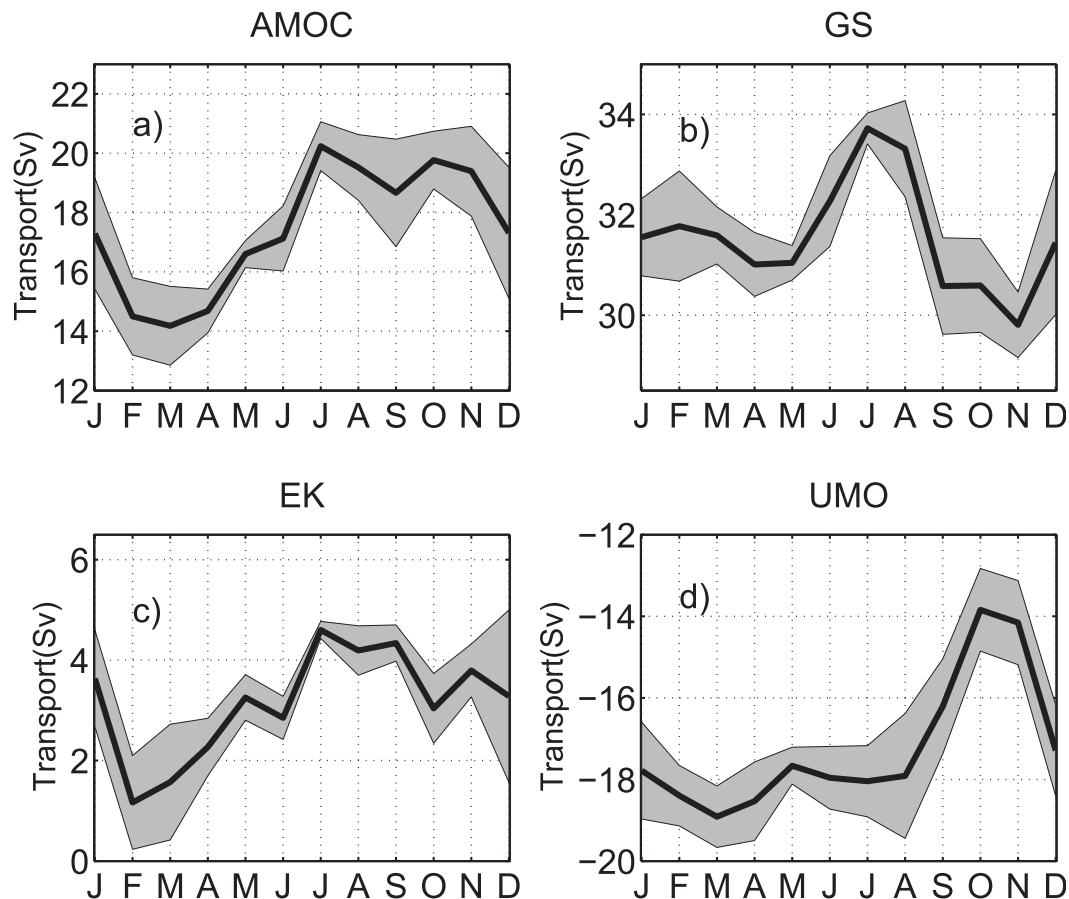 AMOC
Transport(Sv)
22
20
18
16
14
12
a)
J F M A M J J A S O N D
GS
Transport(Sv)
34
32
30
b)
J F M A M J J A S O N D
EK
Transport(Sv)
6
4
2
0
c)
J F M A M J J A S O N D
UMO
Transport(Sv)
−12
−14
−16
−18
−20
d)
J F M A M J J A S O N D